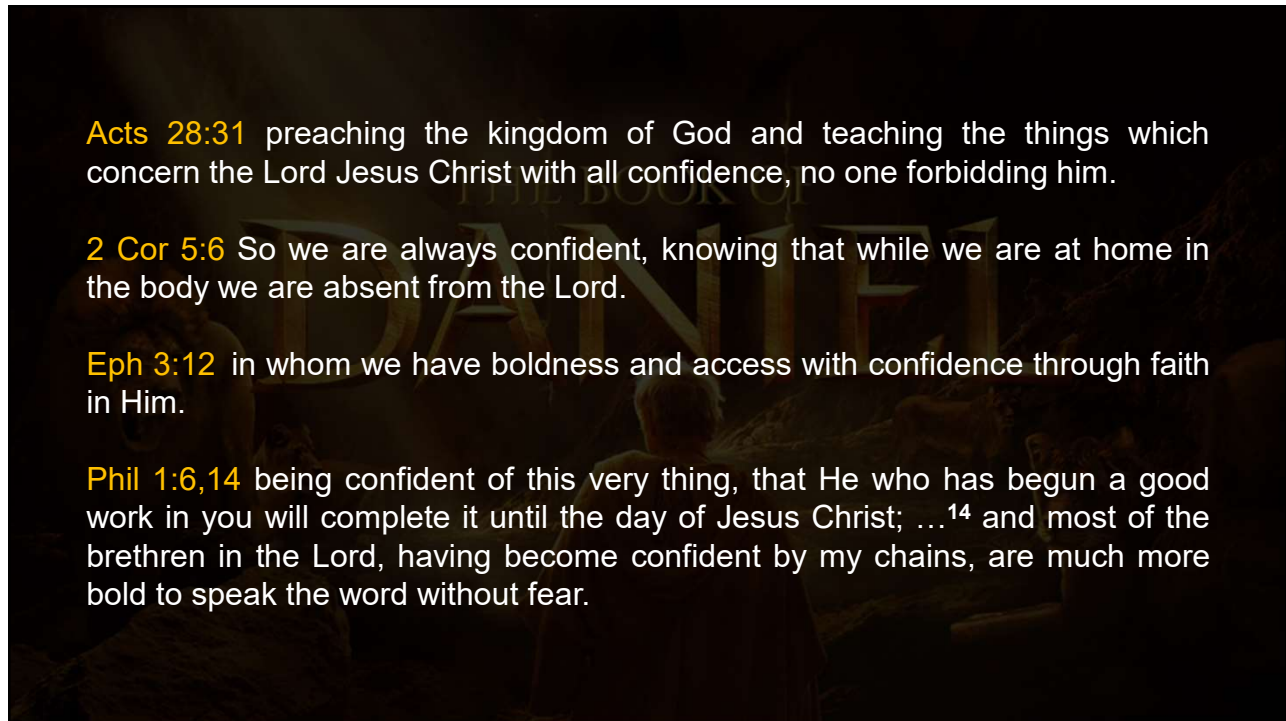 Acts 28:31 preaching the kingdom of God and teaching the things which
concern the Lord Jesus Christ with all confidence, no one forbidding him.
THE BOOK OF
DANIEL
2 Cor 5:6 So we are always confident, knowing that while we are at home in
the body we are absent from the Lord.
Eph 3:12 in whom we have boldness and access with confidence through faith
in Him.
Phil 1:6,14 being confident of this very thing, that He who has begun a good
work in you will complete it until the day of Jesus Christ; …¹⁴ and most of the
brethren in the Lord, having become confident by my chains, are much more
bold to speak the word without fear.